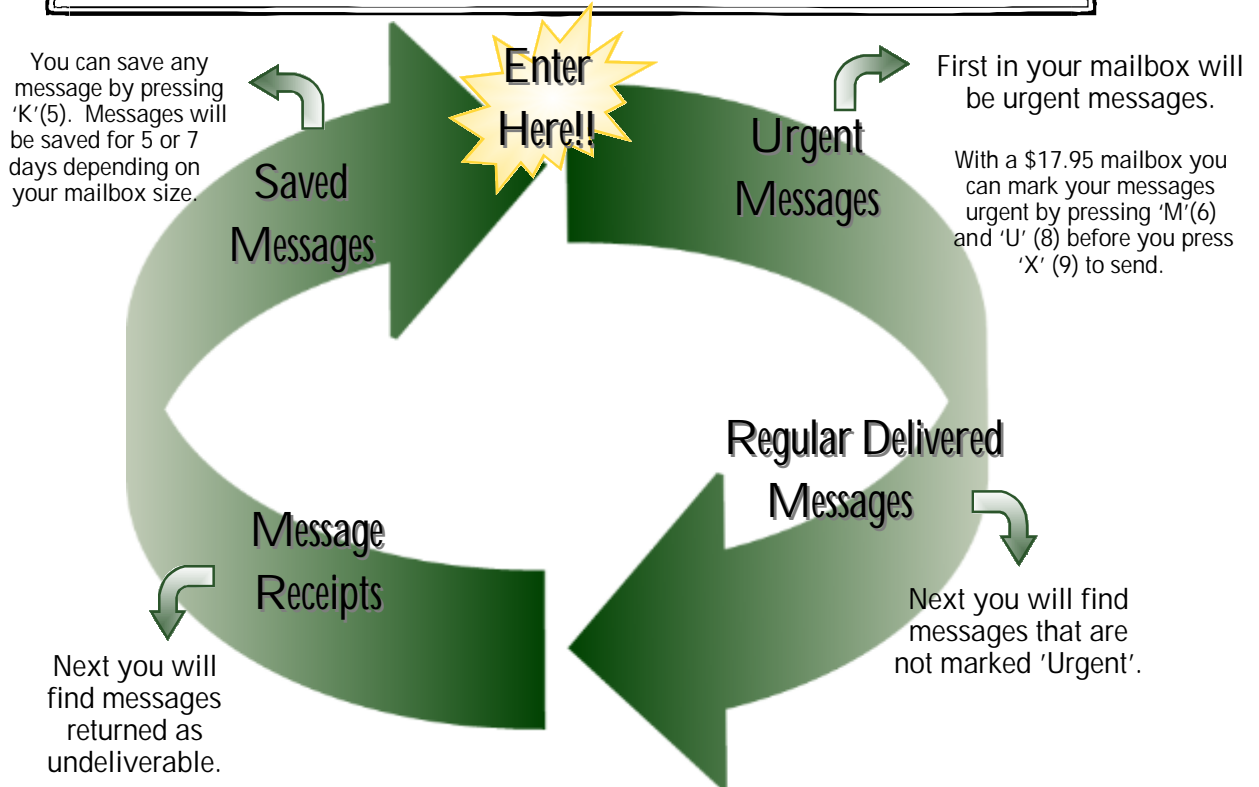 Enter
Here!!
Urgent
Messages
First in your mailbox will
be urgent messages.
With a $17.95 mailbox you
can mark your messages
urgent by pressing ‘M’(6)
and ‘U’ (8) before you press
‘X’ (9) to send.
Regular Delivered
Messages
Next you will find
messages that are
not marked 'Urgent'.
Message
Receipts
Next you will
find messages
returned as
undeliverable.
Saved
Messages
You can save any
message by pressing
‘K’(5). Messages will
be saved for 5 or 7
days depending on
your mailbox size.